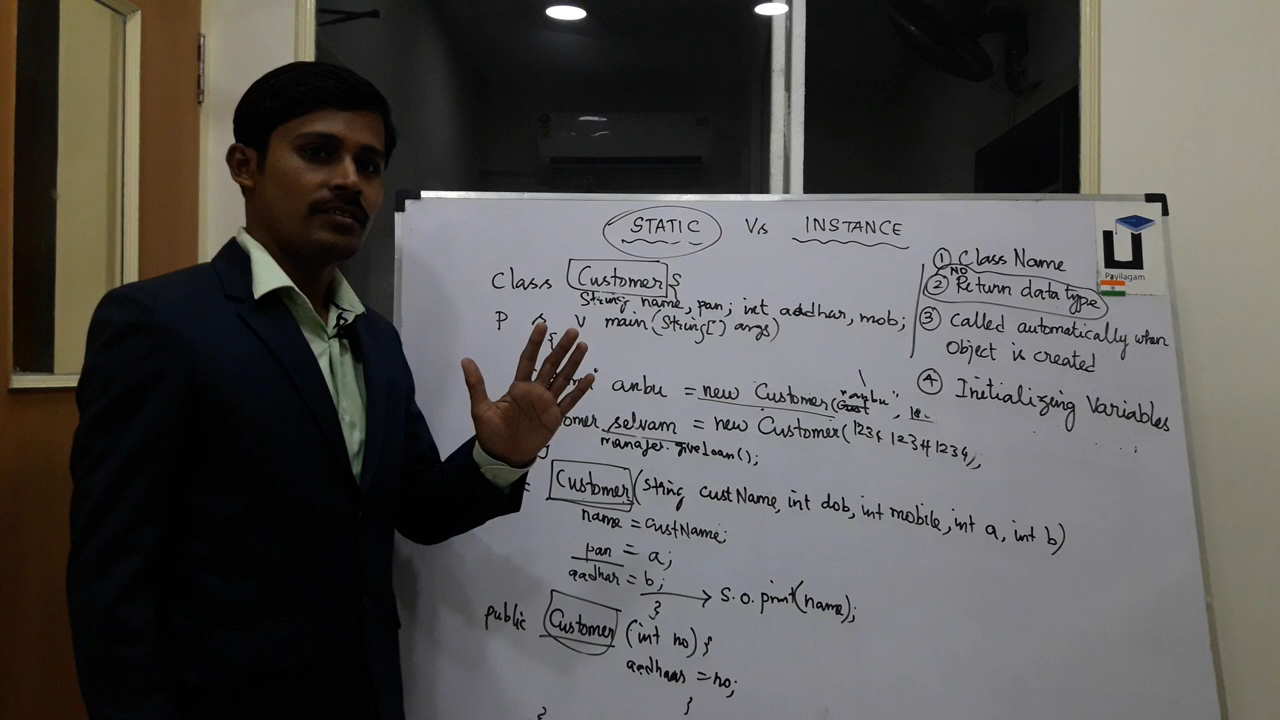 STATIC Vs INSTANCE
Class Customer {
String name, pan; int aadhar, mob;
P s V main(String[] args)
{
anbu = new Customer("anbu",
selvam = new Customer(1234, 123441234);
manager.giveLoan();
}
Customer(String custName, int dob, int mobile, int a, int b)
name = custName;
pan = a;
aadhar = b;
} → S.O.print(name);
public Customer (int no) {
aadhaar = no;
}
}
① Class Name
② NO Return data type
③ Called automatically when
Object is created
④ Initializing Variables
Payilagam